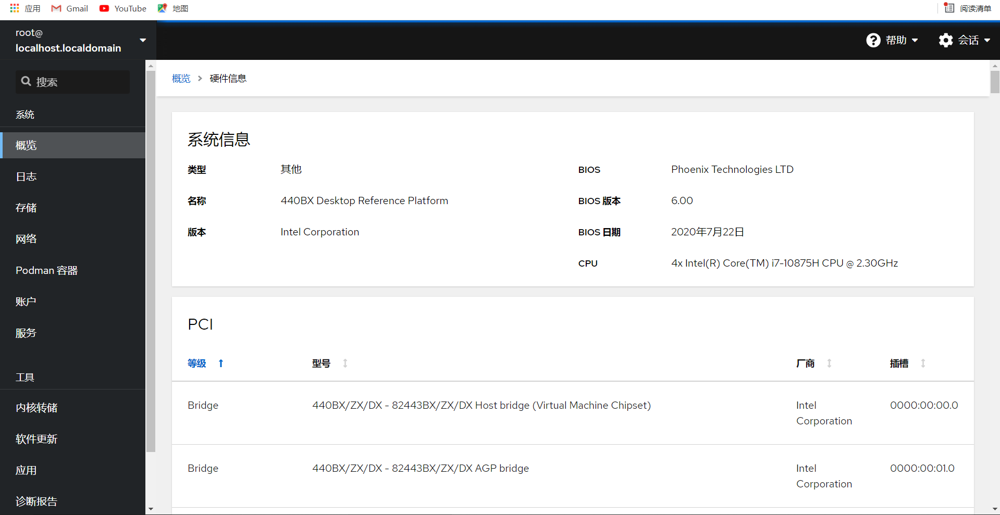 应用 Gmail YouTube 地图 阅读清单
root@
localhost.localdomain
帮助 会话
搜索
系统
概览
日志
存储
网络
Podman 容器
账户
服务
工具
内核转储
软件更新
应用
诊断报告
概览 > 硬件信息
系统信息
类型 其他 BIOS Phoenix Technologies LTD
名称 440BX Desktop Reference Platform BIOS 版本 6.00
版本 Intel Corporation BIOS 日期 2020年7月22日
CPU 4x Intel(R) Core(TM) i7-10875H CPU @ 2.30GHz
PCI
等级 型号 厂商 插槽
Bridge 440BX/ZX/DX - 82443BX/ZX/DX Host bridge (Virtual Machine Chipset) Intel 0000:00:00.0
Corporation
Bridge 440BX/ZX/DX - 82443BX/ZX/DX AGP bridge Intel 0000:00:01.0
Corporation